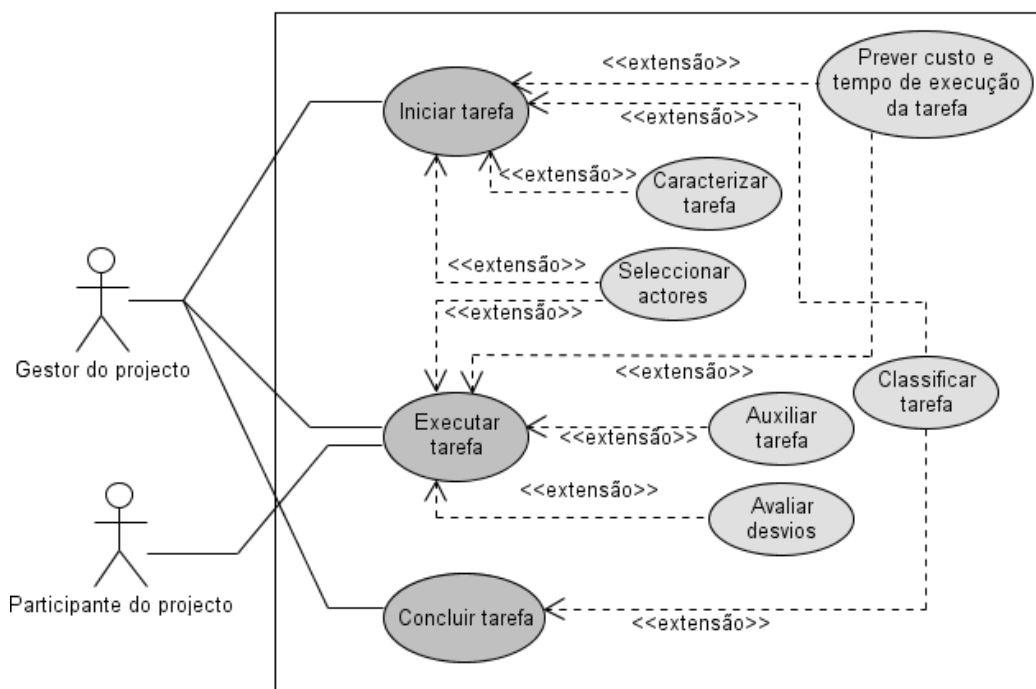 <<extensão>>
Prever custo e
tempo de execução
da tarefa
Iniciar tarefa
<<extensão>>
<<extensão>>
Caracterizar
tarefa
<<extensão>>
Seleccionar
actores
<<extensão>>
Gestor do projecto
<<extensão>>
Classificar
tarefa
Executar
tarefa
Auxiliar
tarefa
<<extensão>>
<<extensão>>
Avaliar
desvios
Participante do projecto
Concluir tarefa
<<extensão>>